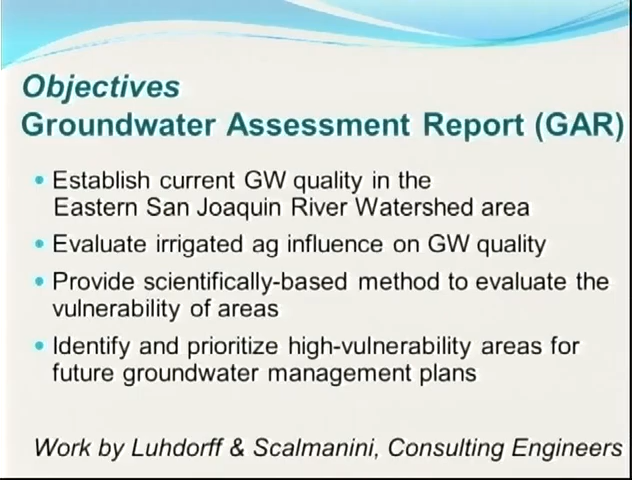 Objectives
Groundwater Assessment Report (GAR)
• Establish current GW quality in the
Eastern San Joaquin River Watershed area
• Evaluate irrigated ag influence on GW quality
• Provide scientifically-based method to evaluate the
vulnerability of areas
• Identify and prioritize high-vulnerability areas for
future groundwater management plans
Work by Luhdorff & Scalmanini, Consulting Engineers